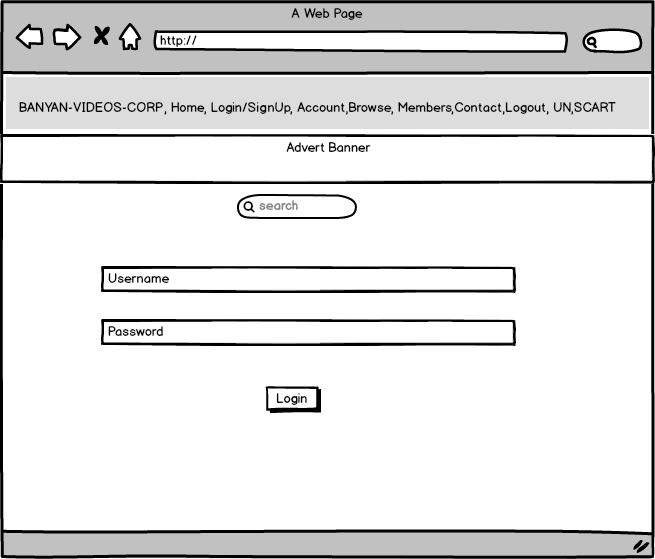 A Web Page
http://
BANYAN-VIDEOS-CORP, Home, Login/SignUp, Account,Browse, Members,Contact,Logout, UN,SCART
Advert Banner
search
Username
Password
Login